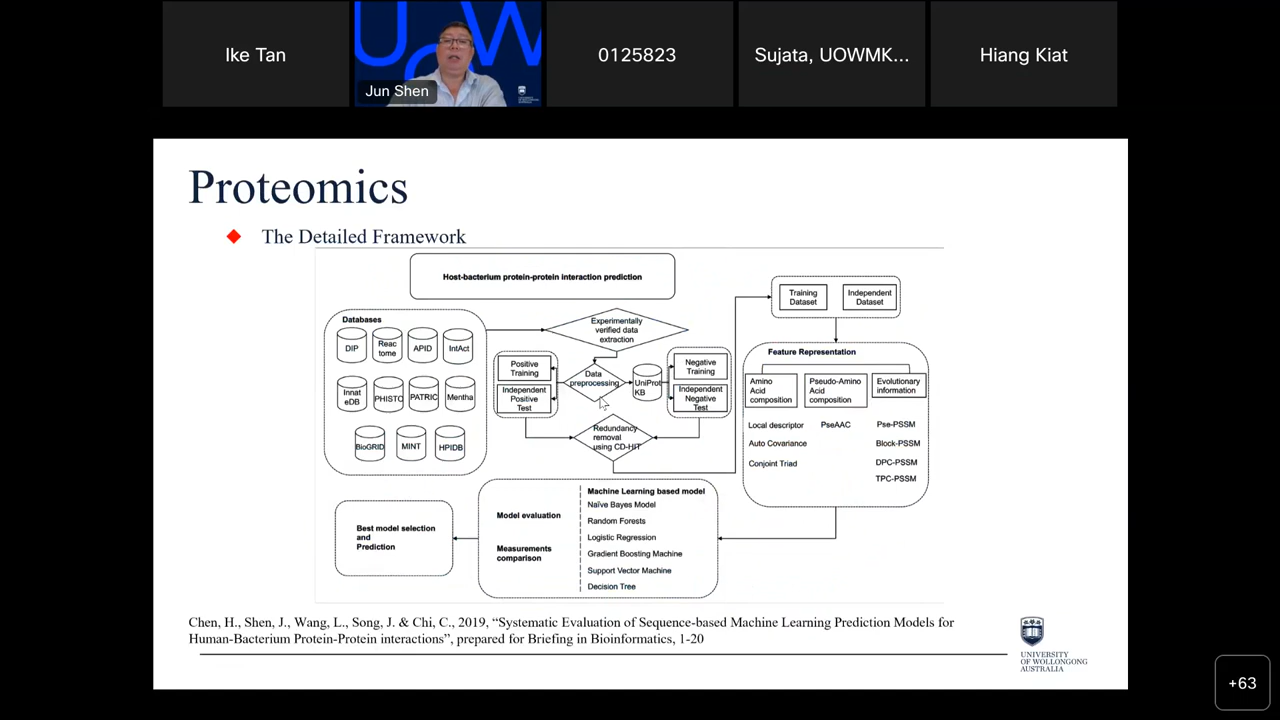 Ike Tan
Jun Shen
0125823
Sujata, UOWMK...
Hiang Kiat
Proteomics
The Detailed Framework
Host-bacterium protein-protein interaction prediction
Databases
DIP
Reac
tome
APID
IntAct
Innat
eDB
PHISTO
PATRIC
Mentha
BioGRID
MINT
HPIDB
Experimentally
verified data
extraction
Positive
Training
Independent
Positive
Test
Data
preprocessing
UniProt
KB
Negative
Training
Independent
Negative
Test
Redundancy
removal
using CD-HIT
Training
Dataset
Independent
Dataset
Feature Representation
Amino
Acid
composition
Pseudo-Amino
Acid
composition
Evolutionary
information
Local descriptor
PseAAC
Pse-PSSM
Auto Covariance
Block-PSSM
Conjoint Triad
DPC-PSSM
TPC-PSSM
Best model selection
and
Prediction
Model evaluation
Measurements
comparison
Machine Learning based model
Naïve Bayes Model
Random Forests
Logistic Regression
Gradient Boosting Machine
Support Vector Machine
Decision Tree
Chen, H., Shen, J., Wang, L., Song, J. & Chi, C., 2019, “Systematic Evaluation of Sequence-based Machine Learning Prediction Models for
Human-Bacterium Protein-Protein interactions”, prepared for Briefing in Bioinformatics, 1-20
UNIVERSITY
OF WOLLONGONG
AUSTRALIA
+63